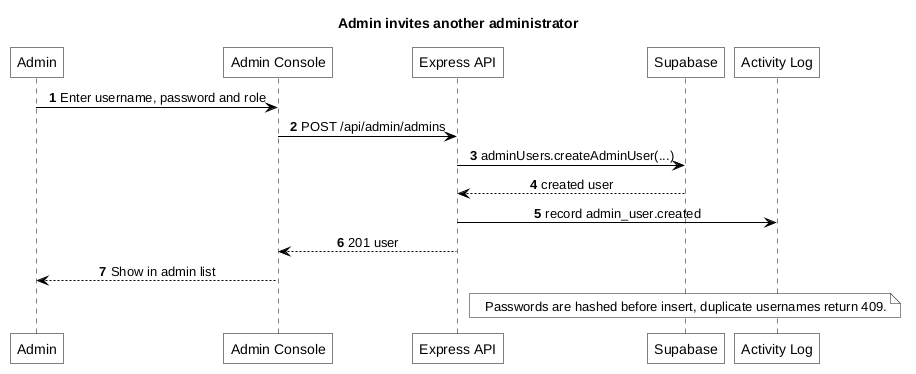 Admin invites another administrator
Admin
Admin Console
Express API
Supabase
Activity Log
1 Enter username, password and role
2 POST /api/admin/admins
3 adminUsers.createAdminUser(...)
4 created user
5 record admin_user.created
6 201 user
7 Show in admin list
Passwords are hashed before insert, duplicate usernames return 409.
Admin
Admin Console
Express API
Supabase
Activity Log